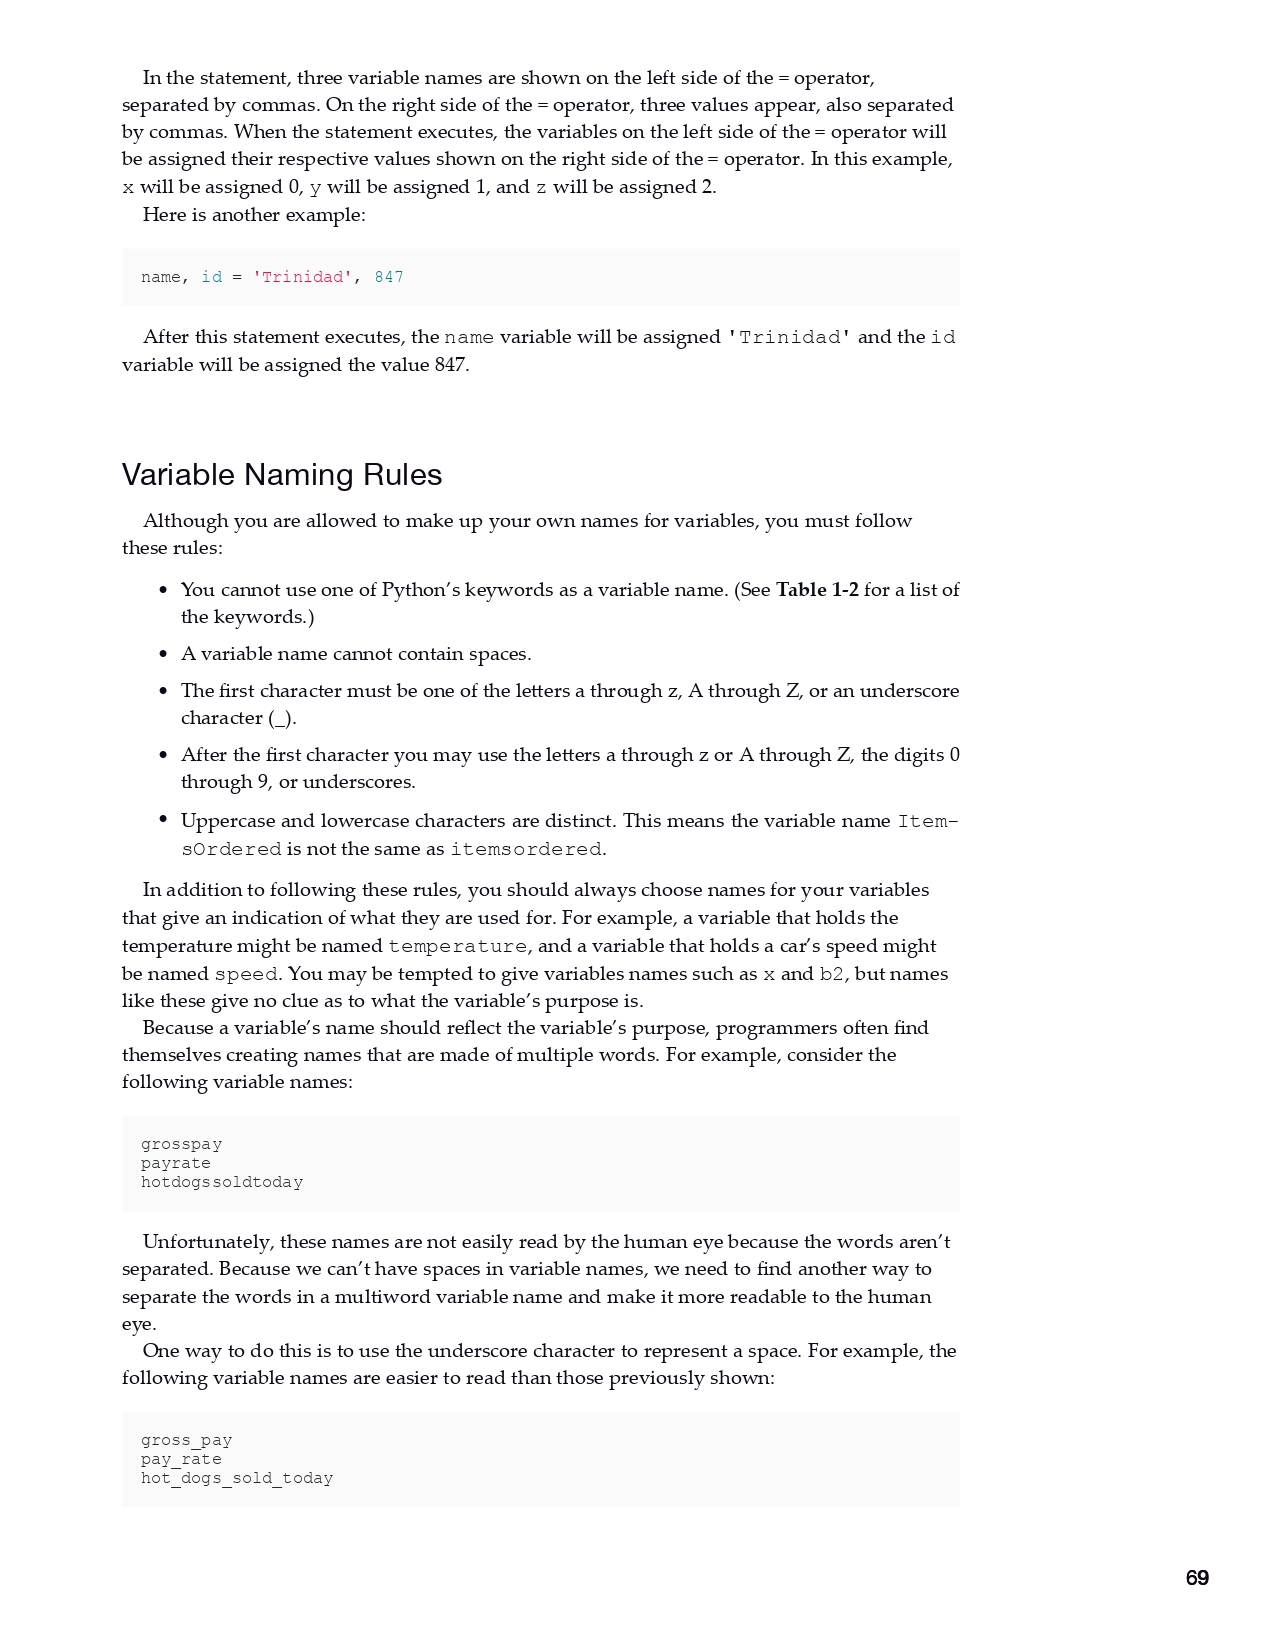 In the statement, three variable names are shown on the left side of the = operator,
separated by commas. On the right side of the = operator, three values appear, also separated
by commas. When the statement executes, the variables on the left side of the = operator will
be assigned their respective values shown on the right side of the = operator. In this example,
x will be assigned 0, y will be assigned 1, and z will be assigned 2.
Here is another example:
name, id = 'Trinidad', 847
After this statement executes, the name variable will be assigned 'Trinidad' and the id
variable will be assigned the value 847.
Variable Naming Rules
Although you are allowed to make up your own names for variables, you must follow
these rules:
• You cannot use one of Python’s keywords as a variable name. (See Table 1-2 for a list of
the keywords.)
• A variable name cannot contain spaces.
• The first character must be one of the letters a through z, A through Z, or an underscore
character (_).
• After the first character you may use the letters a through z or A through Z, the digits 0
through 9, or underscores.
• Uppercase and lowercase characters are distinct. This means the variable name Item-
sOrdered is not the same as itemsordered.
In addition to following these rules, you should always choose names for your variables
that give an indication of what they are used for. For example, a variable that holds the
temperature might be named temperature, and a variable that holds a car’s speed might
be named speed. You may be tempted to give variables names such as x and b2, but names
like these give no clue as to what the variable’s purpose is.
Because a variable’s name should reflect the variable’s purpose, programmers often find
themselves creating names that are made of multiple words. For example, consider the
following variable names:
grosspay
payrate
hotdogssoldtoday
Unfortunately, these names are not easily read by the human eye because the words aren’t
separated. Because we can’t have spaces in variable names, we need to find another way to
separate the words in a multiword variable name and make it more readable to the human
eye.
One way to do this is to use the underscore character to represent a space. For example, the
following variable names are easier to read than those previously shown:
gross_pay
pay_rate
hot_dogs_sold_today
69